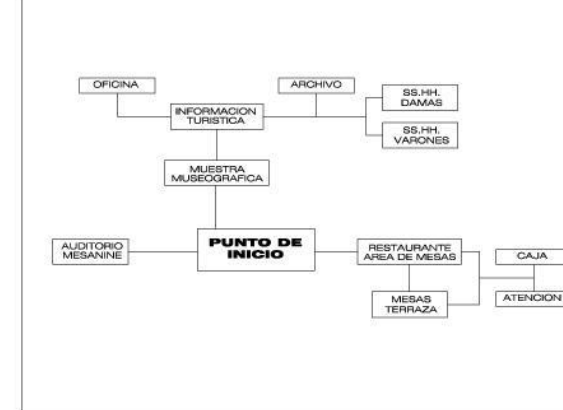 OFICINA
ARCHIVO
SS.HH.
DAMAS
INFORMACION
TURISTICA
SS.HH.
VARONES
MUESTRA
MUSEOGRAFICA
AUDITORIO
MESANINE
PUNTO DE
INICIO
RESTAURANTE
AREA DE MESAS
CAJA
MESAS
TERRAZA
ATENCION